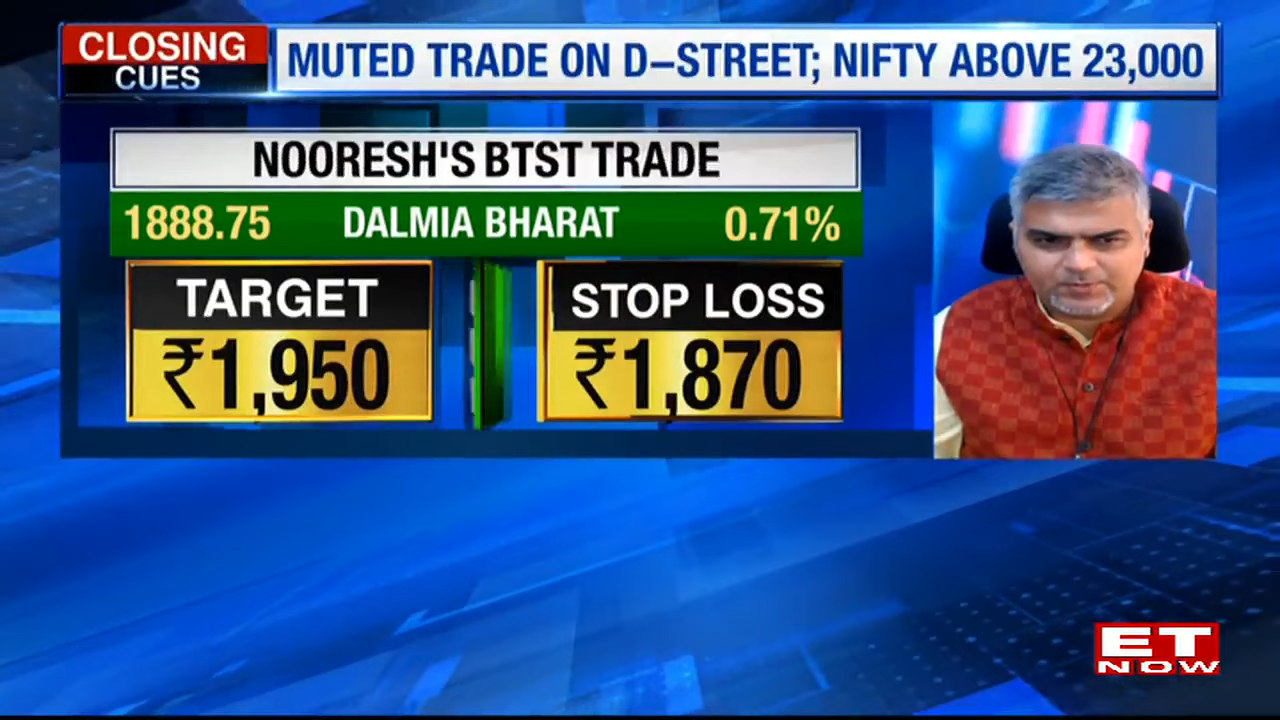 CLOSING
CUES
MUTED TRADE ON D–STREET; NIFTY ABOVE 23,000
NOORESH'S BTST TRADE
1888.75 DALMIA BHARAT 0.71%
TARGET
₹1,950
STOP LOSS
₹1,870
ET
NOW